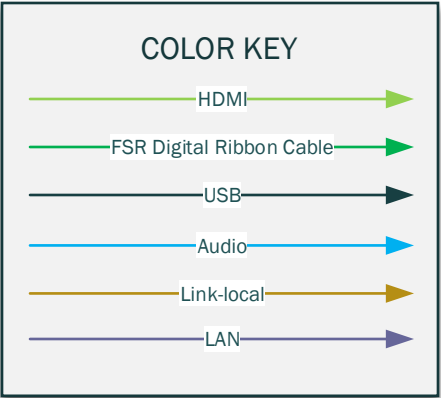 COLOR KEY
HDMI
FSR Digital Ribbon Cable
USB
Audio
Link-local
LAN